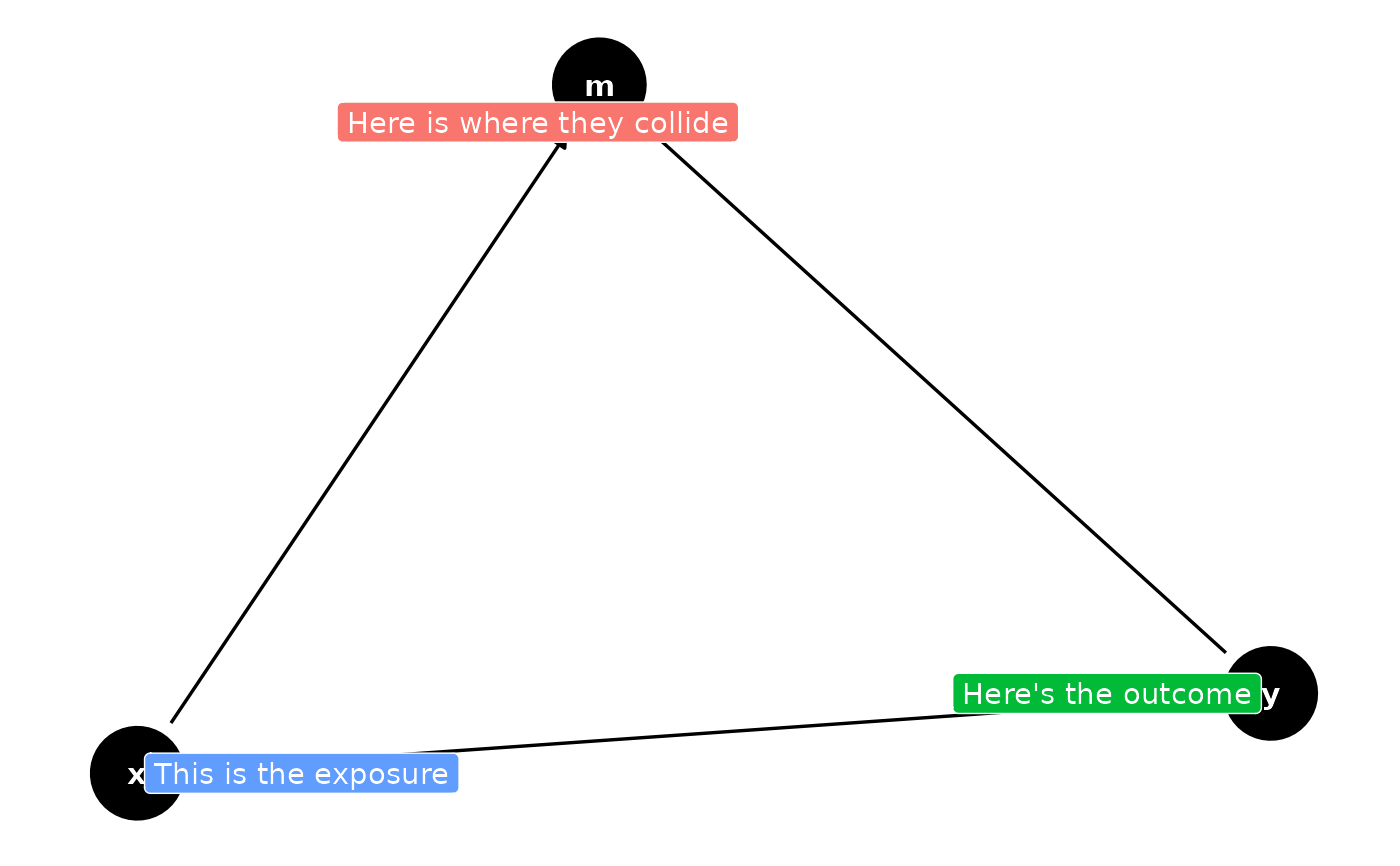 m
Here is where they collide
Here's the outcome
y
x
This is the exposure